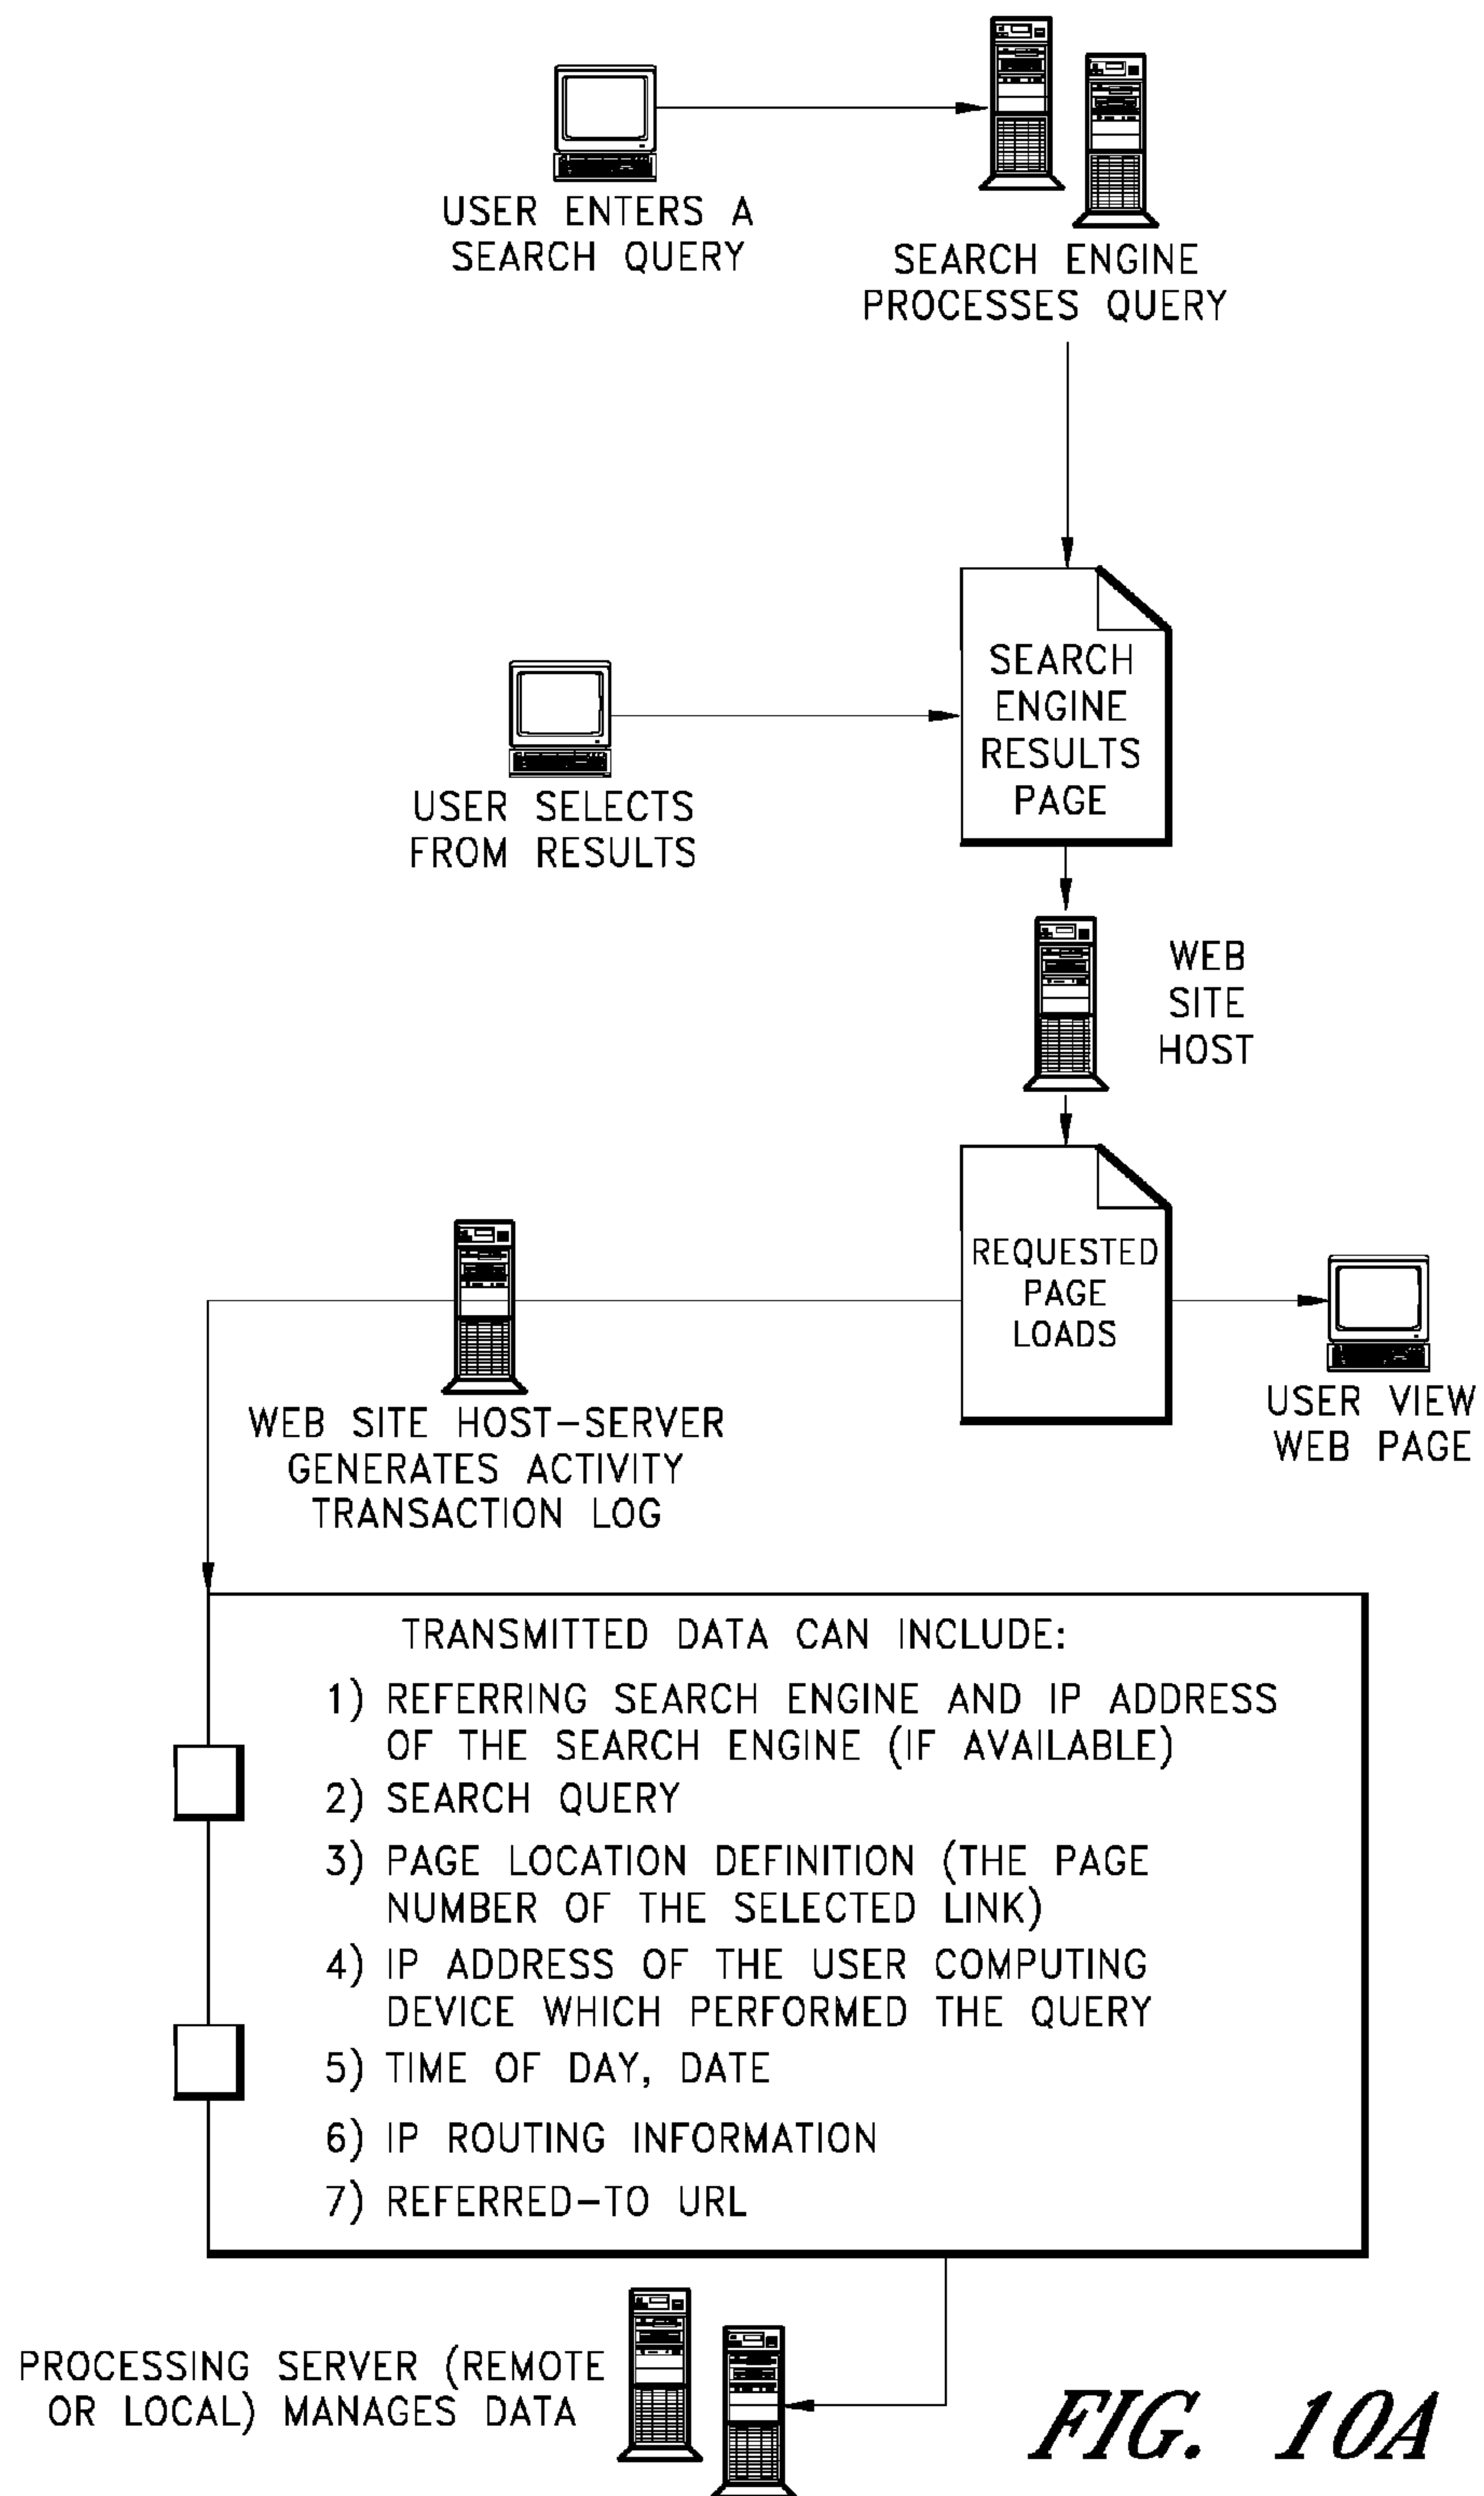 USER ENTERS A
SEARCH QUERY
SEARCH ENGINE
PROCESSES QUERY
SEARCH
ENGINE
RESULTS
PAGE
USER SELECTS
FROM RESULTS
WEB
SITE
HOST
REQUESTED
PAGE
LOADS
USER VIEW
WEB PAGE
WEB SITE HOST-SERVER
GENERATES ACTIVITY
TRANSACTION LOG
TRANSMITTED DATA CAN INCLUDE:
1) REFERRING SEARCH ENGINE AND IP ADDRESS
OF THE SEARCH ENGINE (IF AVAILABLE)
2) SEARCH QUERY
3) PAGE LOCATION DEFINITION (THE PAGE
NUMBER OF THE SELECTED LINK)
4) IP ADDRESS OF THE USER COMPUTING
DEVICE WHICH PERFORMED THE QUERY
5) TIME OF DAY, DATE
6) IP ROUTING INFORMATION
7) REFERRED-TO URL
PROCESSING SERVER (REMOTE
OR LOCAL) MANAGES DATA
FIG. 10A